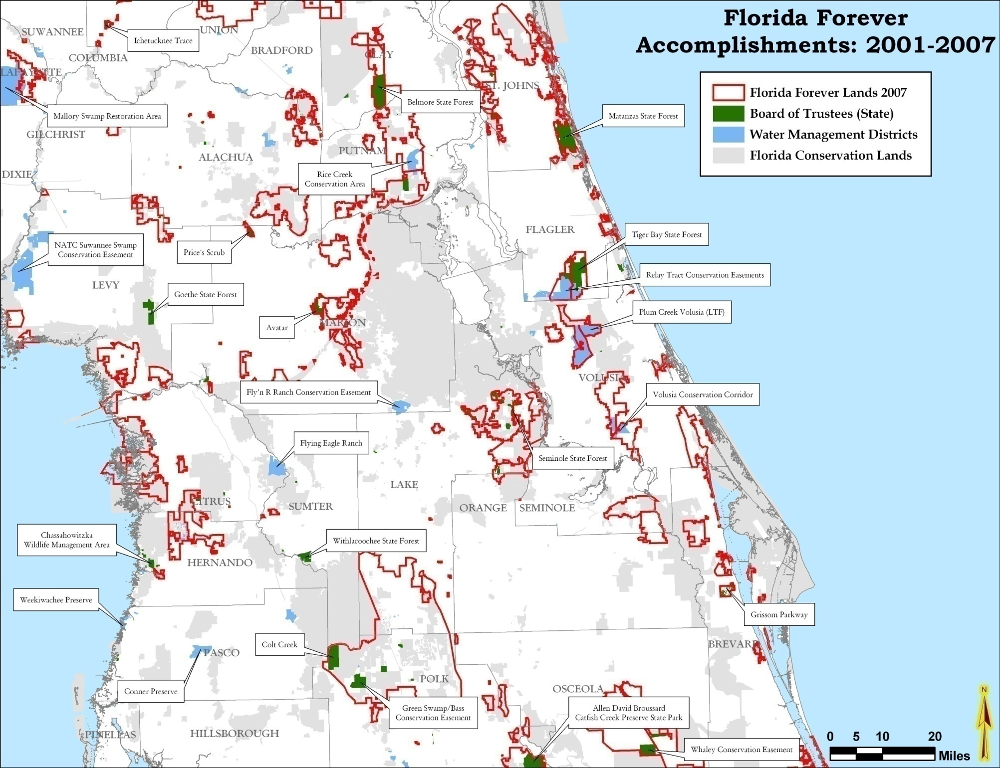 Florida Forever
Accomplishments: 2001-2007
Florida Forever Lands 2007
Board of Trustees (State)
Water Management Districts
Florida Conservation Lands
SUWANNEE
UNION
Ichetucknee Trace
COLUMBIA
BRADFORD
CLAY
LAFAYETTE
ST. JOHNS
Belmore State Forest
Mallory Swamp Restoration Area
Matanzas State Forest
GILCHRIST
PUTNAM
ALACHUA
DIXIE
Rice Creek
Conservation Area
FLAGLER
Tiger Bay State Forest
NATC Suwannee Swamp
Conservation Easement
Price's Scrub
Relay Tract Conservation Easements
LEVY
Goethe State Forest
Plum Creek Volusia (LTF)
Avatar
MARION
VOLUSIA
Fly'n R Ranch Conservation Easement
Volusia Conservation Corridor
Flying Eagle Ranch
Seminole State Forest
LAKE
CITRUS
SUMTER
ORANGE
SEMINOLE
Chassahowitzka
Wildlife Management Area
Withlacoochee State Forest
HERNANDO
Weekiwachee Preserve
Grissom Parkway
Colt Creek
BREVARD
PASCO
POLK
OSCEOLA
Conner Preserve
Green Swamp/Bass
Conservation Easement
Allen David Broussard
Catfish Creek Preserve State Park
PINELLAS
HILLSBOROUGH
Whaley Conservation Easement
N
0 5 10 20
Miles